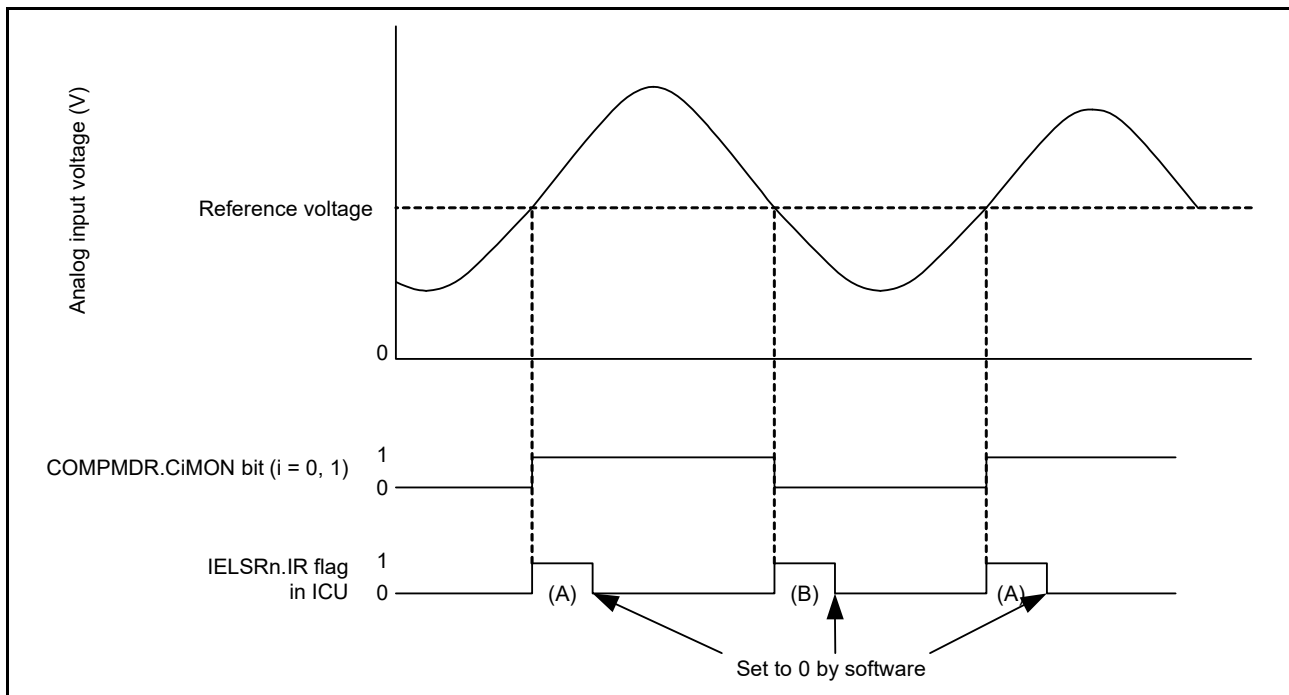 Analog input voltage (V)
Reference voltage
0
COMPMDR.CiMON bit (i = 0, 1)
1
0
IELSRn.IR flag
in ICU
1
0
(A)
(B)
(A)
Set to 0 by software